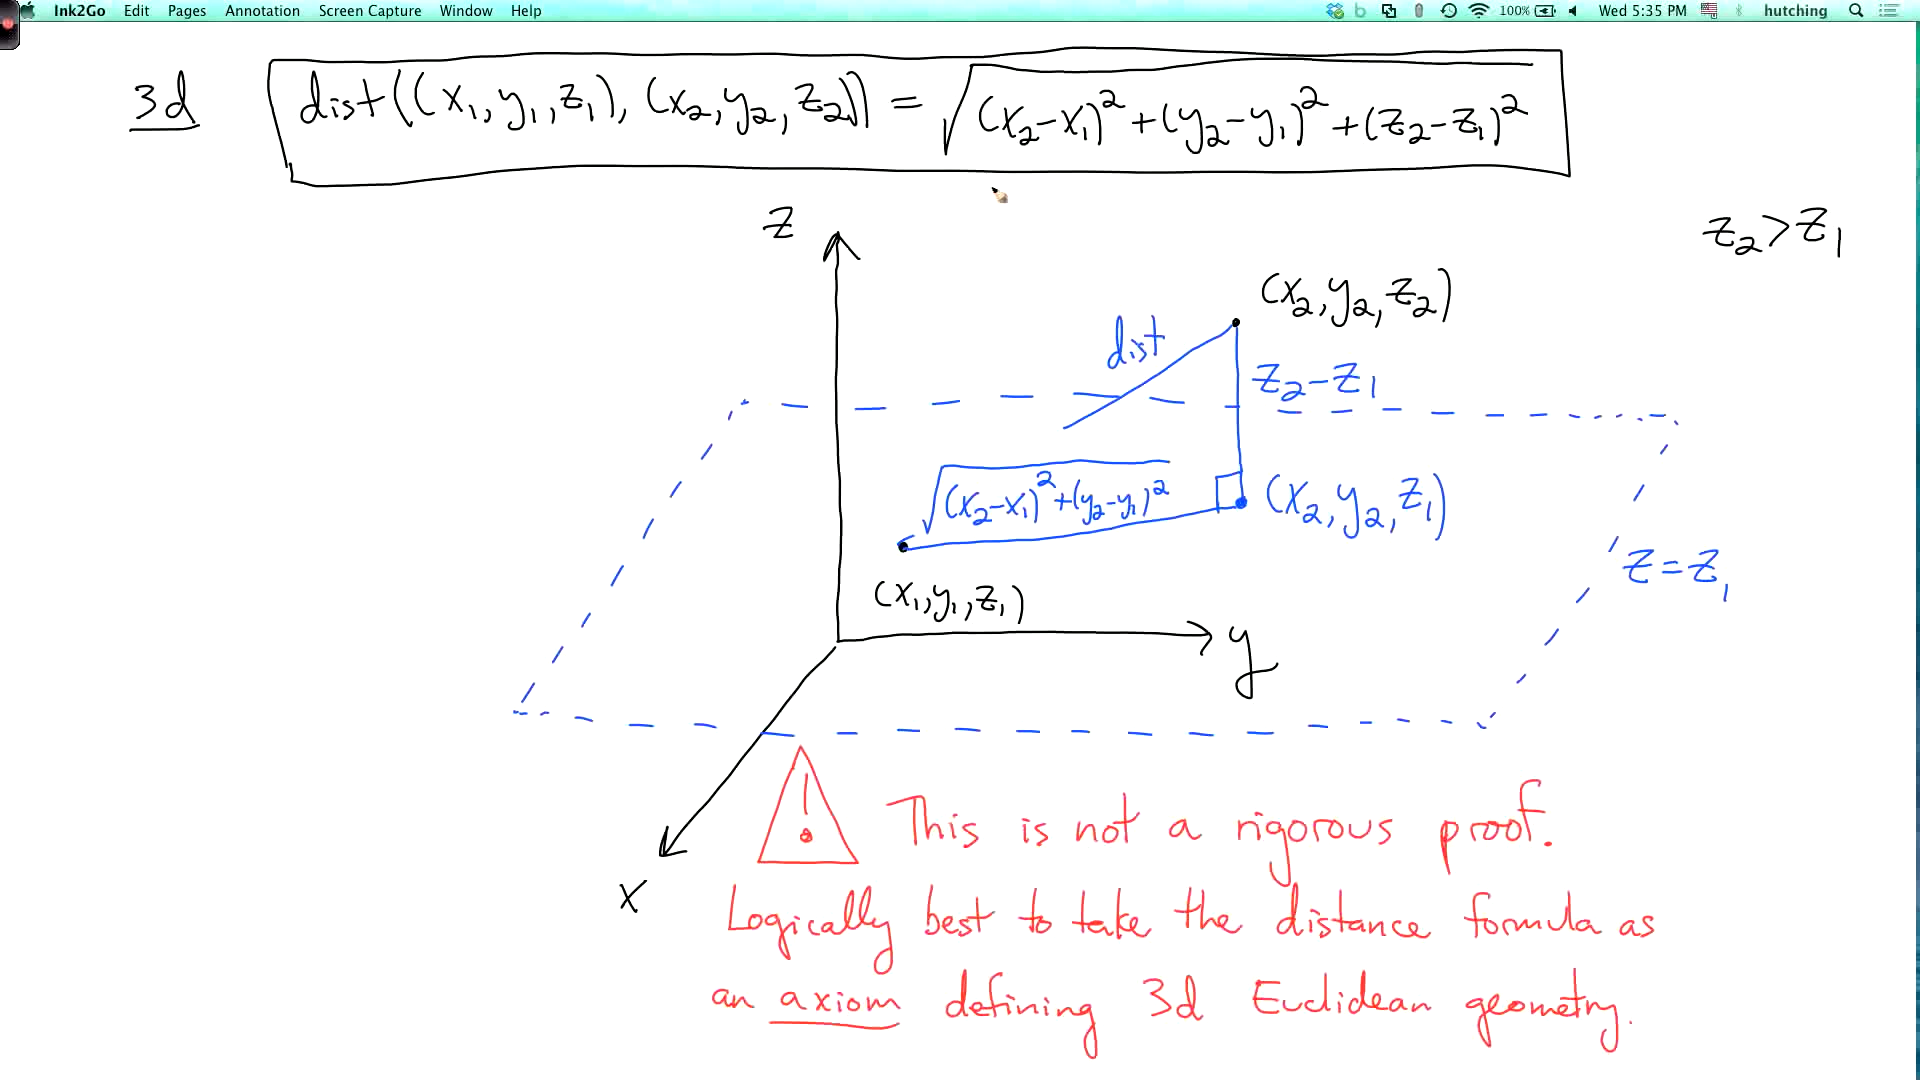 Ink2Go Edit Pages Annotation Screen Capture Window Help 100% Wed 5:35 PM hutching
3d dist((x₁,y₁,z₁),(x₂,y₂,z₂)) = √(x₂-x₁)²+(y₂-y₁)²+(z₂-z₁)²
z
z₂>z₁
(x₂,y₂,z₂)
dist
z₂-z₁
√(x₂-x₁)²+(y₂-y₁)²
(x₂,y₂,z₁)
z=z₁
(x₁,y₁,z₁)
y
! This is not a rigorous proof.
x
Logically best to take the distance formula as
an axiom defining 3d Euclidean geometry.